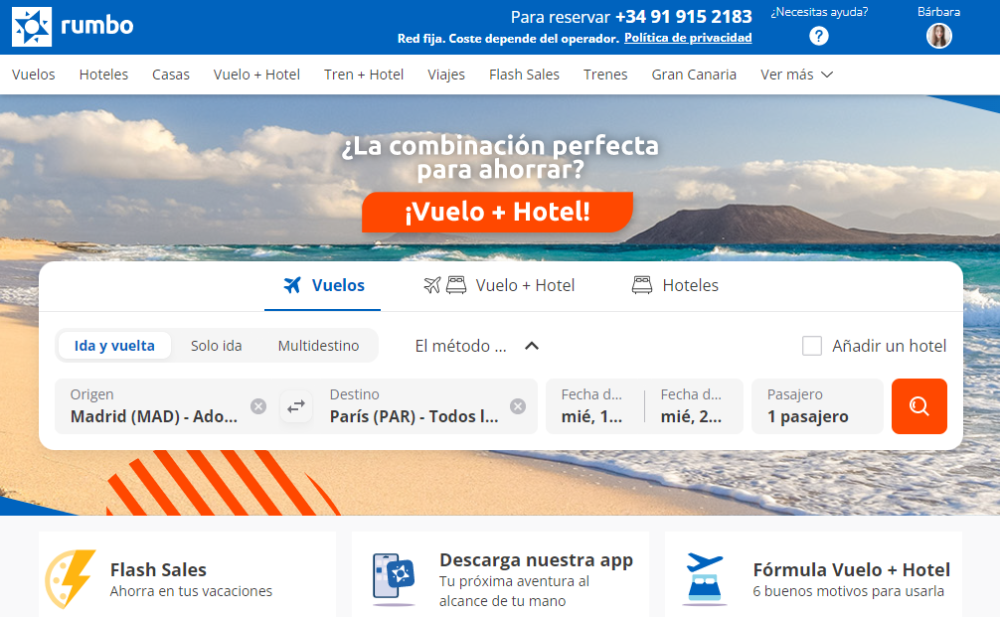 rumbo
Para reservar +34 91 915 2183
Red fija. Coste depende del operador. Política de privacidad
¿Necesitas ayuda?
?
Bárbara
Vuelos Hoteles Casas Vuelo + Hotel Tren + Hotel Viajes Flash Sales Trenes Gran Canaria Ver más
¿La combinación perfecta
para ahorrar?
¡Vuelo + Hotel!
Vuelos Vuelo + Hotel Hoteles
Ida y vuelta Solo ida Multidestino El método ... Añadir un hotel
Origen
Madrid (MAD) - Ado...
Destino
París (PAR) - Todos l...
Fecha d...
mié, 1...
Fecha d...
mié, 2...
Pasajero
1 pasajero
Flash Sales
Ahorra en tus vacaciones
Descarga nuestra app
Tu próxima aventura al
alcance de tu mano
Fórmula Vuelo + Hotel
6 buenos motivos para usarla